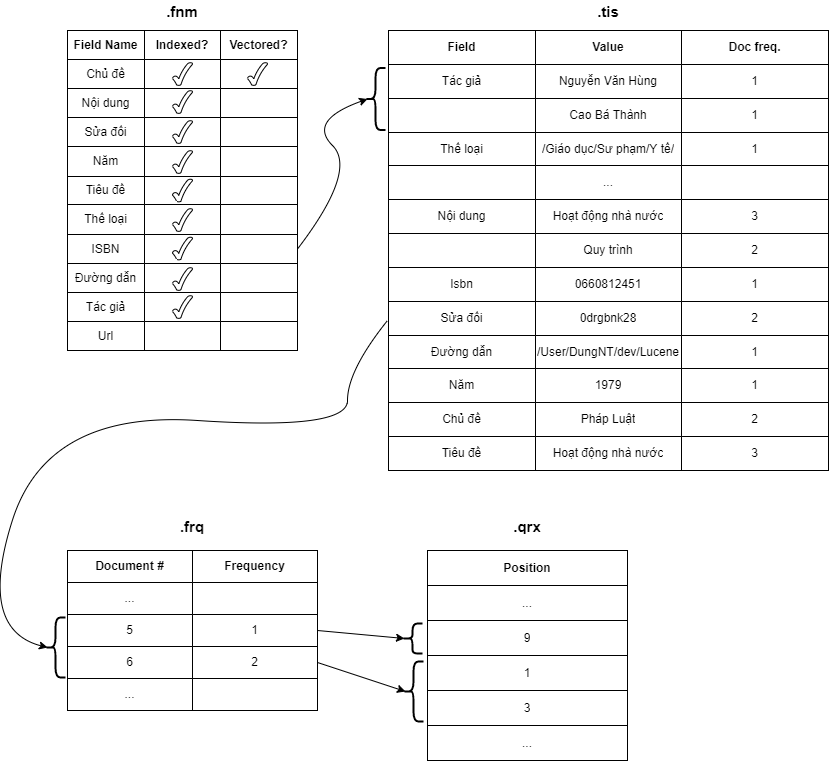 .fnm
Field Name Indexed? Vectored?
Chủ đề
Nội dung
Sửa đổi
Năm
Tiêu đề
Thể loại
ISBN
Đường dẫn
Tác giả
Url
.tis
Field Value Doc freq.
Tác giả Nguyễn Văn Hùng 1
Cao Bá Thành 1
Thể loại /Giáo dục/Sư phạm/Y tế/ 1
...
Nội dung Hoạt động nhà nước 3
Quy trình 2
Isbn 0660812451 1
Sửa đổi 0drgbnk28 2
Đường dẫn /User/DungNT/dev/Lucene 1
Năm 1979 1
Chủ đề Pháp Luật 2
Tiêu đề Hoạt động nhà nước 3
.frq
Document # Frequency
...
5 1
6 2
...
.qrx
Position
...
9
1
3
...